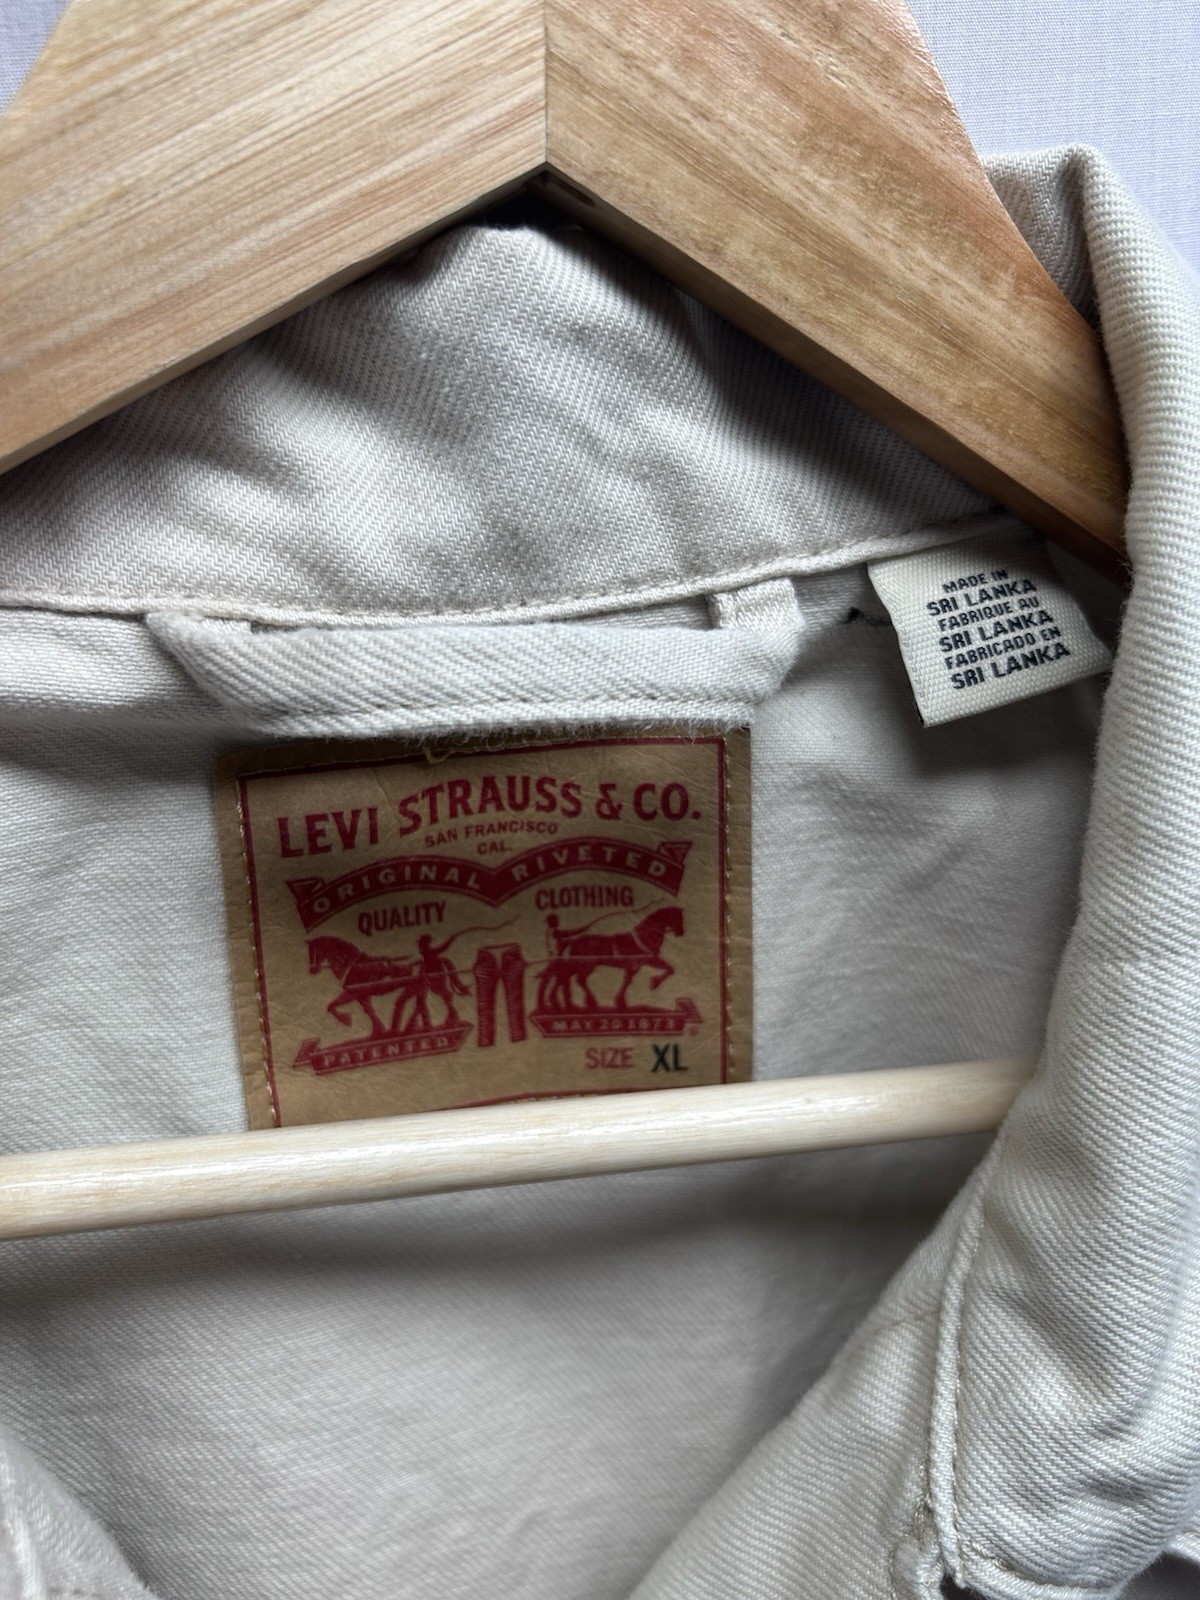 MADE IN
SRI LANKA
FABRIQUE AU
SRI LANKA
FABRICADO EN
SRI LANKA
LEVI STRAUSS & CO.
SAN FRANCISCO
CAL.
ORIGINAL RIVETED
QUALITY CLOTHING
PATENTED MAY 20 1873
SIZE XL